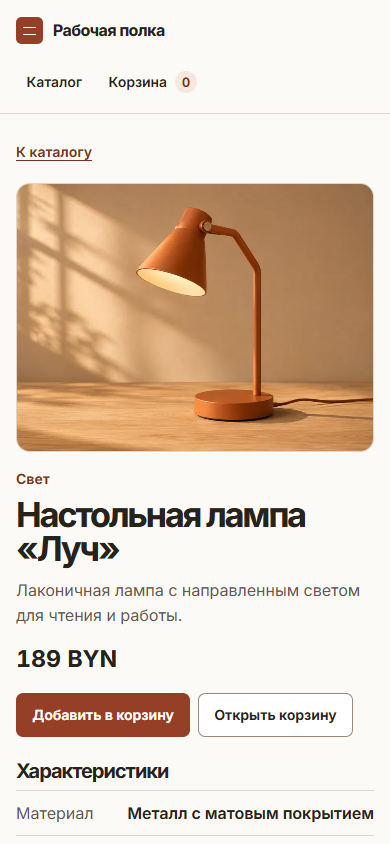 Рабочая полка
Каталог Корзина 0
К каталогу
Свет
Настольная лампа
«Луч»
Лаконичная лампа с направленным светом
для чтения и работы.
189 BYN
Добавить в корзину Открыть корзину
Характеристики
Материал Металл с матовым покрытием